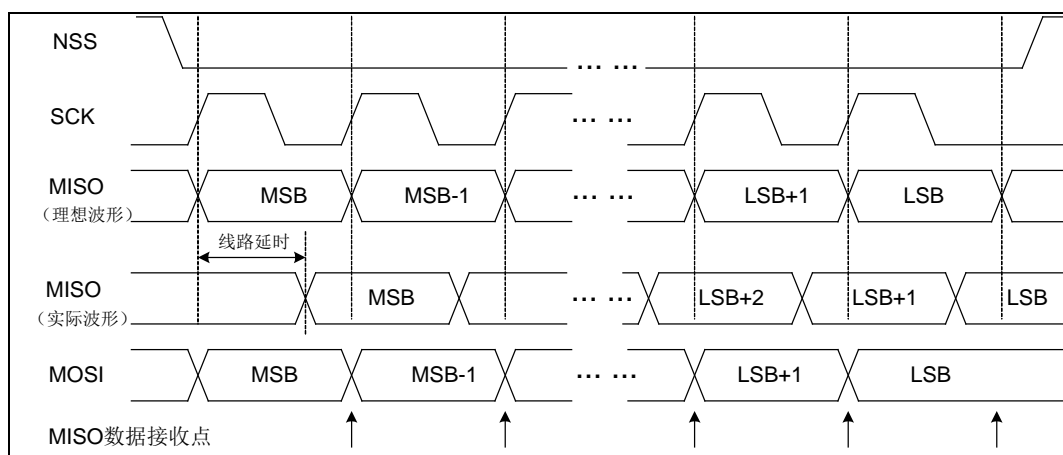 NSS
... ...
SCK
... ...
MISO
(理想波形)
MSB
MSB-1
... ...
LSB+1
LSB
线路延时
MISO
(实际波形)
MSB
... ...
LSB+2
LSB+1
LSB
MOSI
MSB
MSB-1
... ...
LSB+1
LSB
MISO数据接收点